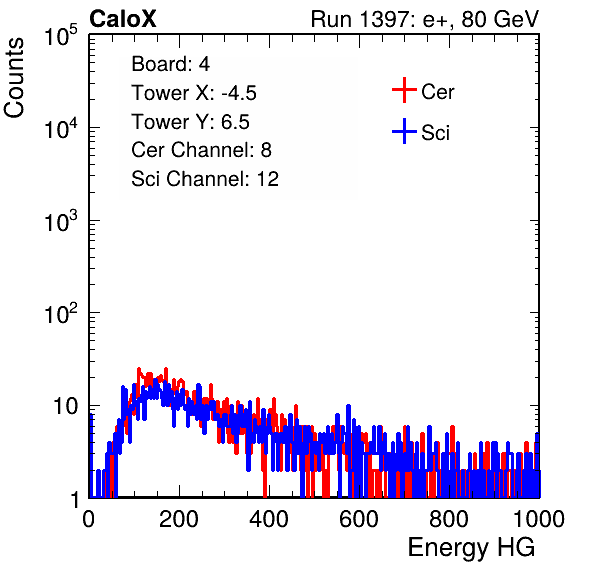 CaloX Run 1397: e+, 80 GeV
Counts
10^5
10^4
10^3
10^2
10
1
Board: 4
Tower X: -4.5
Tower Y: 6.5
Cer Channel: 8
Sci Channel: 12
Cer
Sci
0 200 400 600 800 1000
Energy HG